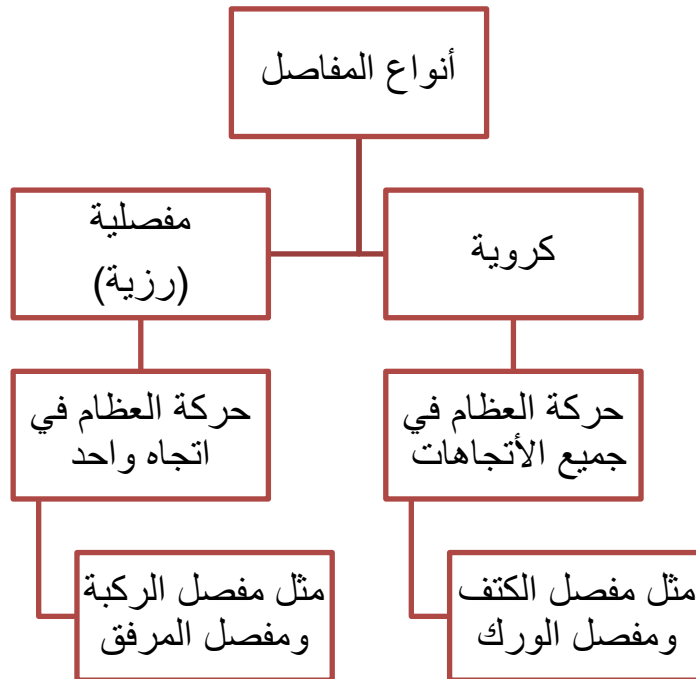 أنواع المفاصل
كروية
مفصلية
(رزية)
حركة العظام في
جميع الأتجاهات
حركة العظام في
اتجاه واحد
مثل مفصل الكتف
ومفصل الورك
مثل مفصل الركبة
ومفصل المرفق